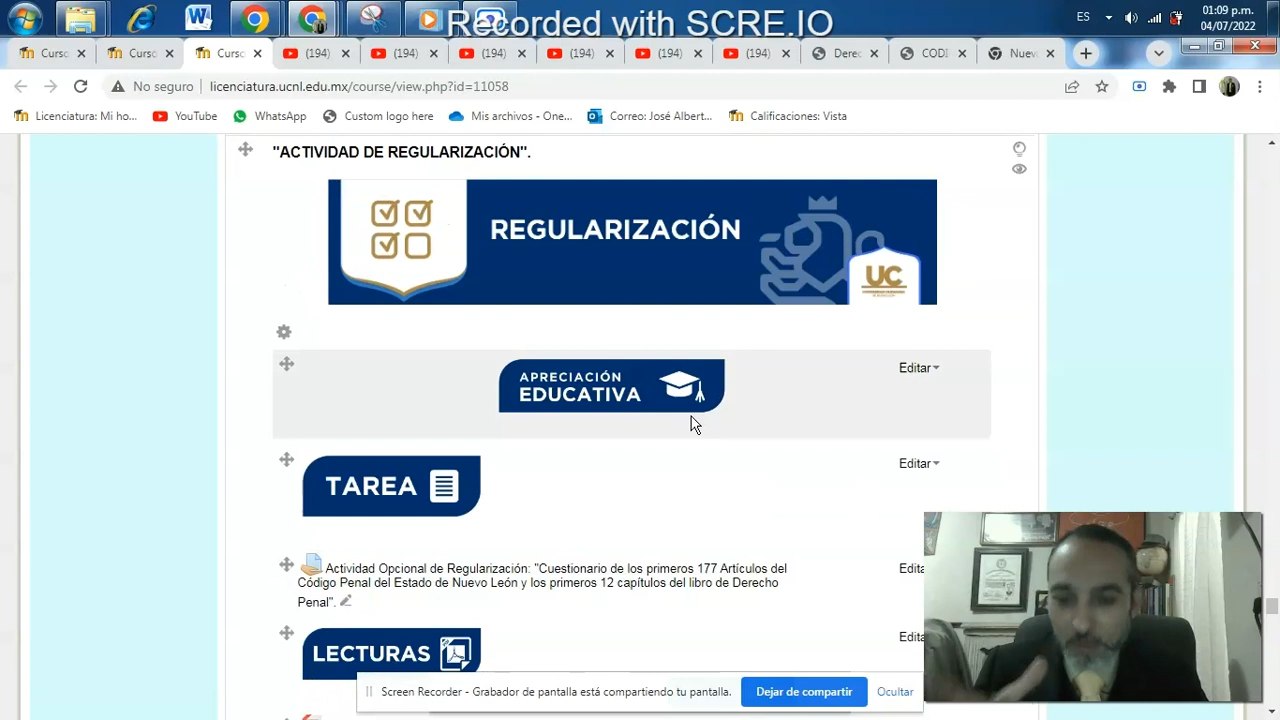 Recorded with SCRE.IO
ES
01:09 p.m.
04/07/2022
Curso
Curso
Curso
(194)
(194)
(194)
(194)
(194)
(194)
Derec
CODI
Nueva
No seguro
licenciatura.ucnl.edu.mx/course/view.php?id=11058
Licenciatura: Mi ho...
YouTube
WhatsApp
Custom logo here
Mis archivos - One...
Correo: José Albert...
Calificaciones: Vista
"ACTIVIDAD DE REGULARIZACIÓN".
REGULARIZACIÓN
UC
APRECIACIÓN
EDUCATIVA
Editar
TAREA
Editar
Actividad Opcional de Regularización: "Cuestionario de los primeros 177 Artículos del
Código Penal del Estado de Nuevo León y los primeros 12 capítulos del libro de Derecho
Penal".
Edita
LECTURAS
Edita
Screen Recorder - Grabador de pantalla está compartiendo tu pantalla.
Dejar de compartir
Ocultar